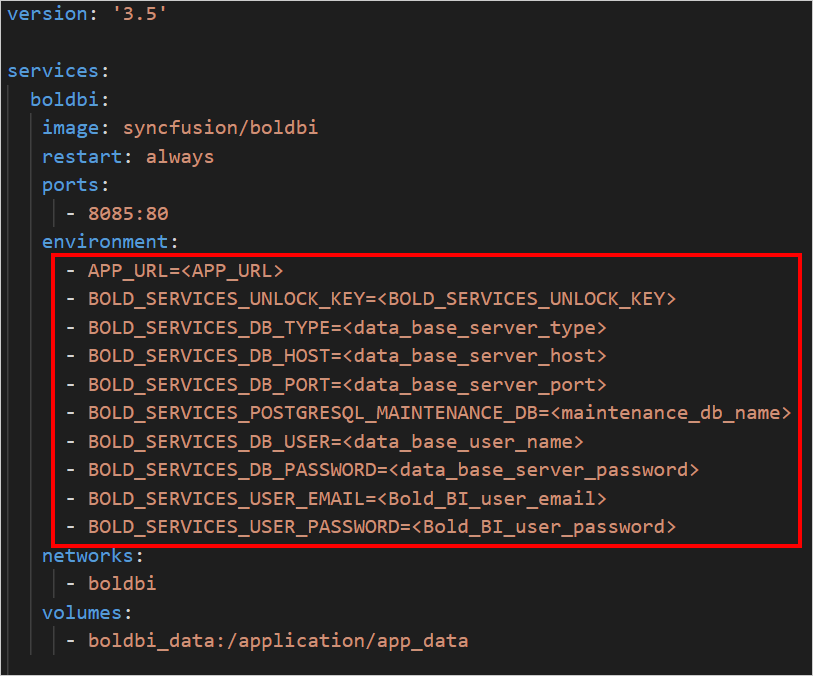 version: '3.5'
services:
boldbi:
image: syncfusion/boldbi
restart: always
ports:
- 8085:80
environment:
- APP_URL=<APP_URL>
- BOLD_SERVICES_UNLOCK_KEY=<BOLD_SERVICES_UNLOCK_KEY>
- BOLD_SERVICES_DB_TYPE=<data_base_server_type>
- BOLD_SERVICES_DB_HOST=<data_base_server_host>
- BOLD_SERVICES_DB_PORT=<data_base_server_port>
- BOLD_SERVICES_POSTGRESQL_MAINTENANCE_DB=<maintenance_db_name>
- BOLD_SERVICES_DB_USER=<data_base_user_name>
- BOLD_SERVICES_DB_PASSWORD=<data_base_server_password>
- BOLD_SERVICES_USER_EMAIL=<Bold_BI_user_email>
- BOLD_SERVICES_USER_PASSWORD=<Bold_BI_user_password>
networks:
- boldbi
volumes:
- boldbi_data:/application/app_data